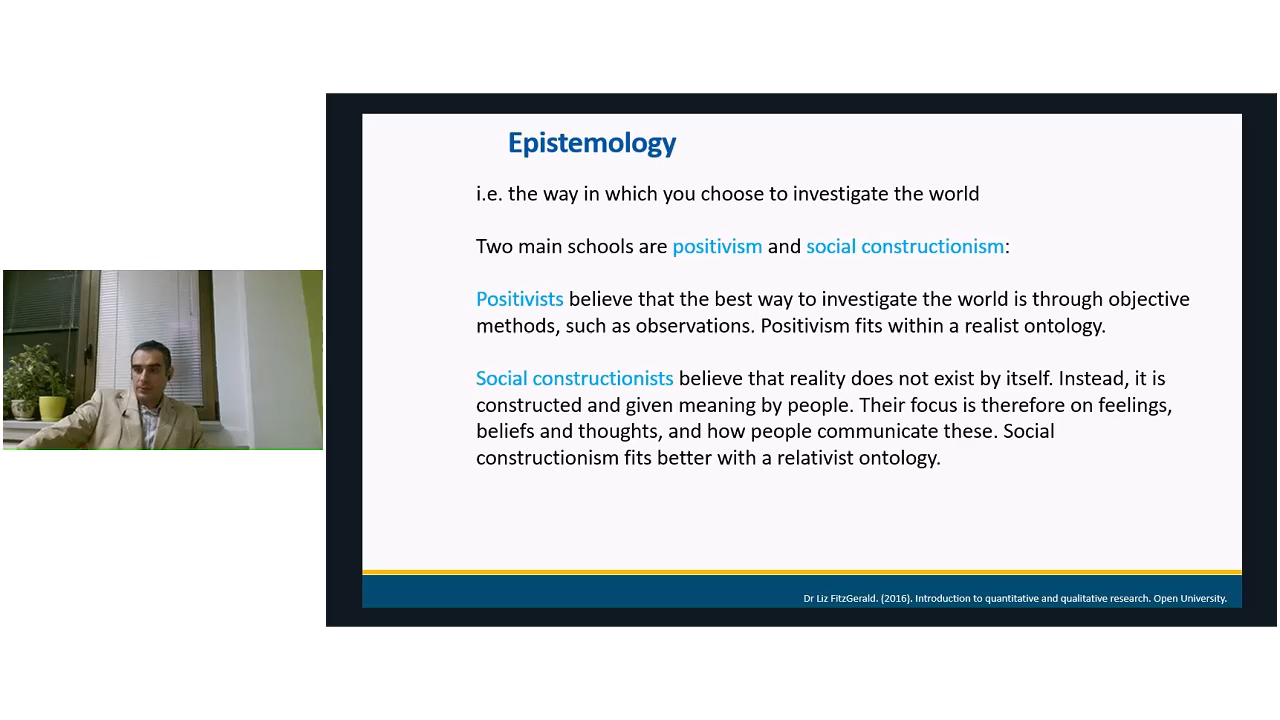 Epistemology
i.e. the way in which you choose to investigate the world
Two main schools are positivism and social constructionism:
Positivists believe that the best way to investigate the world is through objective
methods, such as observations. Positivism fits within a realist ontology.
Social constructionists believe that reality does not exist by itself. Instead, it is
constructed and given meaning by people. Their focus is therefore on feelings,
beliefs and thoughts, and how people communicate these. Social
constructionism fits better with a relativist ontology.
Dr Liz FitzGerald. (2016). Introduction to quantitative and qualitative research. Open University.